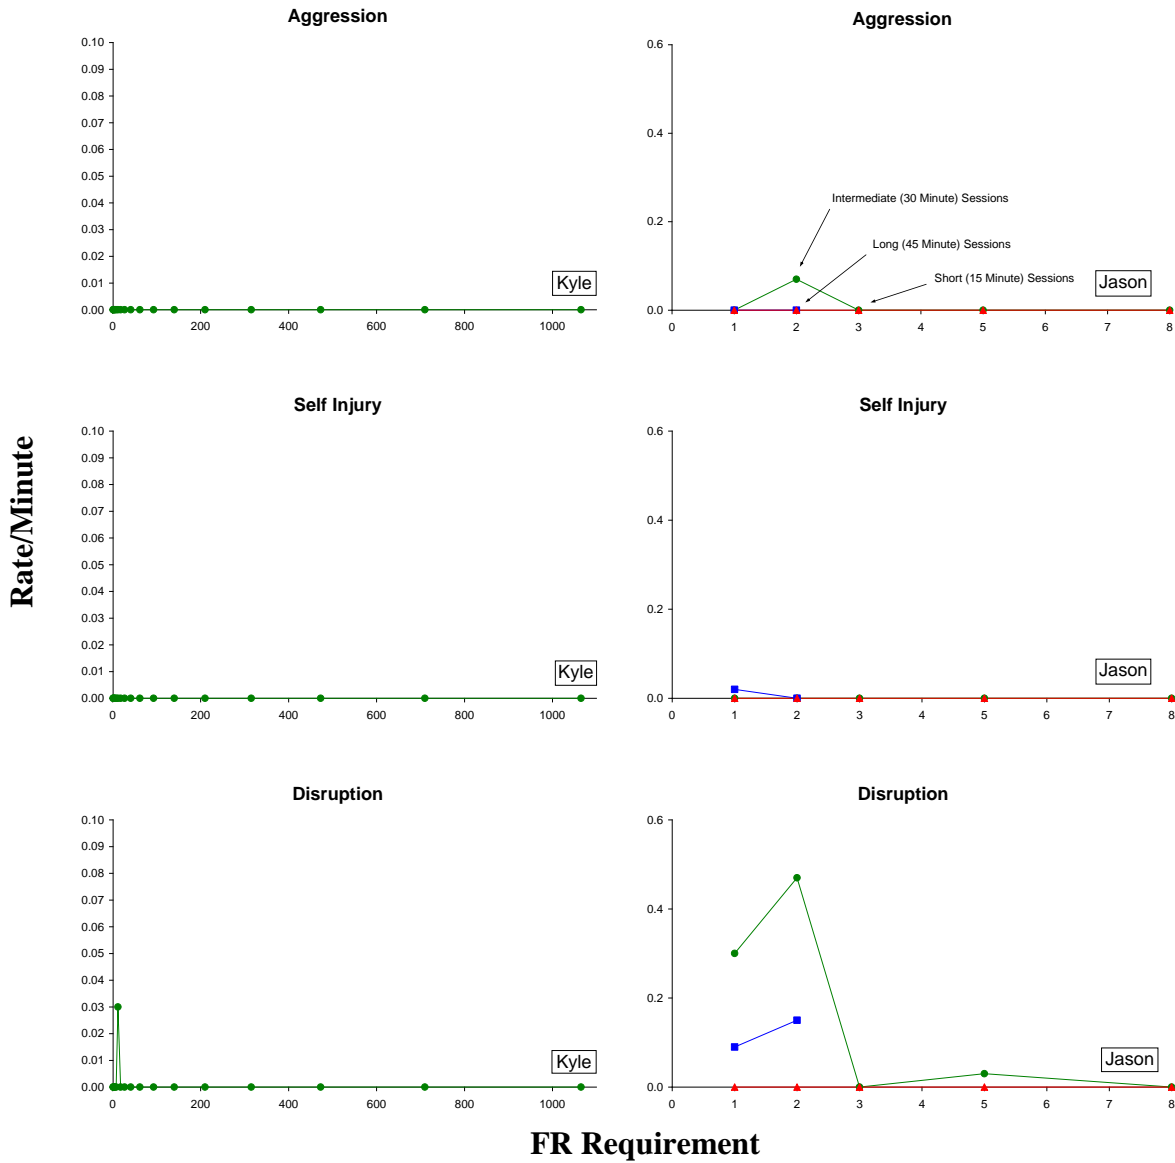 Aggression
0.10
0.09
0.08
0.07
0.06
0.05
0.04
0.03
0.02
0.01
0.00
Kyle
0 200 400 600 800 1000
Aggression
0.6
0.4
0.2
0.0
Intermediate (30 Minute) Sessions
Long (45 Minute) Sessions
Short (15 Minute) Sessions
Jason
0 1 2 3 4 5 6 7 8
Self Injury
0.10
0.09
0.08
0.07
0.06
0.05
0.04
0.03
0.02
0.01
0.00
Kyle
0 200 400 600 800 1000
Self Injury
0.6
0.4
0.2
0.0
Jason
0 1 2 3 4 5 6 7 8
Rate/Minute
Disruption
0.10
0.09
0.08
0.07
0.06
0.05
0.04
0.03
0.02
0.01
0.00
Kyle
0 200 400 600 800 1000
Disruption
0.6
0.4
0.2
0.0
Jason
0 1 2 3 4 5 6 7 8
FR Requirement